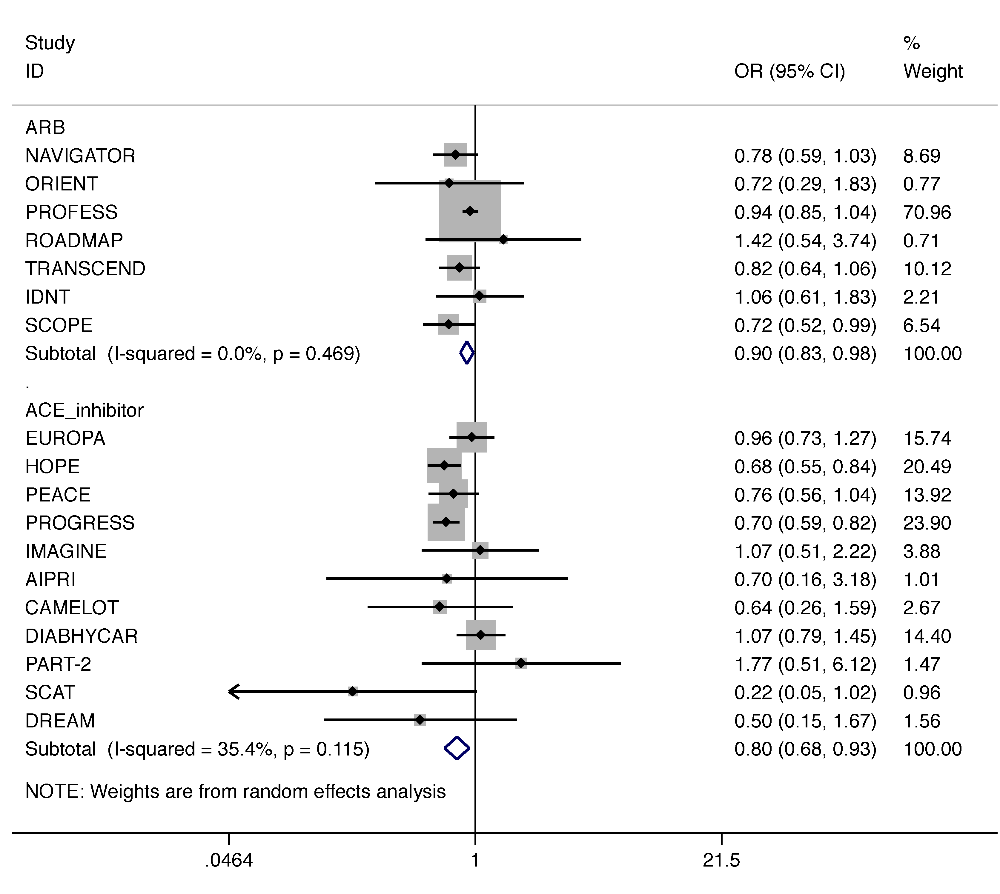 Study %
ID OR (95% CI) Weight
ARB
NAVIGATOR 0.78 (0.59, 1.03) 8.69
ORIENT 0.72 (0.29, 1.83) 0.77
PROFESS 0.94 (0.85, 1.04) 70.96
ROADMAP 1.42 (0.54, 3.74) 0.71
TRANSCEND 0.82 (0.64, 1.06) 10.12
IDNT 1.06 (0.61, 1.83) 2.21
SCOPE 0.72 (0.52, 0.99) 6.54
Subtotal (I-squared = 0.0%, p = 0.469) 0.90 (0.83, 0.98) 100.00
.
ACE_inhibitor
EUROPA 0.96 (0.73, 1.27) 15.74
HOPE 0.68 (0.55, 0.84) 20.49
PEACE 0.76 (0.56, 1.04) 13.92
PROGRESS 0.70 (0.59, 0.82) 23.90
IMAGINE 1.07 (0.51, 2.22) 3.88
AIPRI 0.70 (0.16, 3.18) 1.01
CAMELOT 0.64 (0.26, 1.59) 2.67
DIABHYCAR 1.07 (0.79, 1.45) 14.40
PART-2 1.77 (0.51, 6.12) 1.47
SCAT 0.22 (0.05, 1.02) 0.96
DREAM 0.50 (0.15, 1.67) 1.56
Subtotal (I-squared = 35.4%, p = 0.115) 0.80 (0.68, 0.93) 100.00
NOTE: Weights are from random effects analysis
.0464 1 21.5